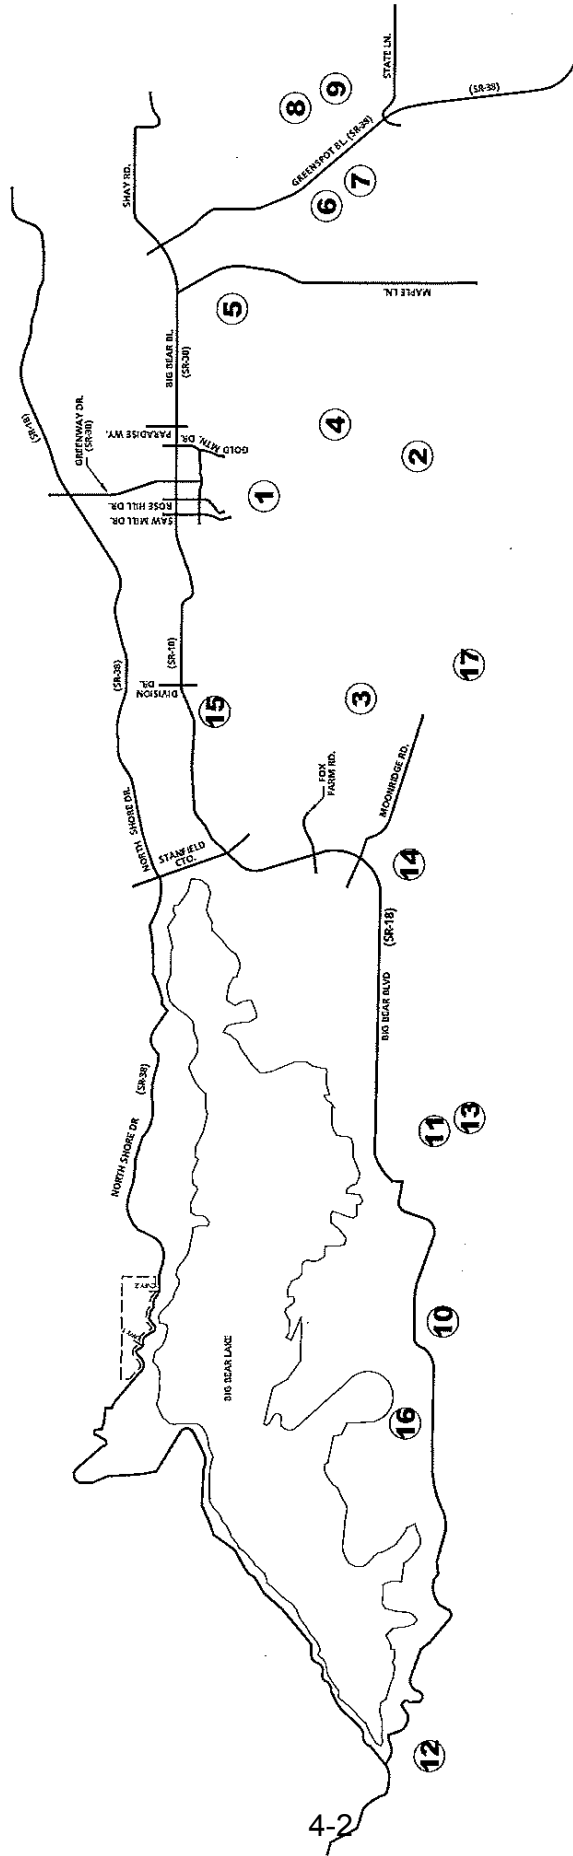 STATE LN.
(SR-38)
9
8
GREENSPOT BL. (SR-38)
7
6
SHAY RD.
MAPLE LN.
5
BIG BEAR BL.
(SR-38)
(SR-18)
GREENWAY DR.
(SR-38)
PARADISE WY.
GOLD MTN. DR.
ROSE HILL DR.
SAW MILL DR.
1
4
2
(SR-38)
(SR-18)
DIVISION
DR.
15
3
17
FOX
FARM RD.
MOONRIDGE RD.
NORTH SHORE DR.
STANFIELD
CTO.
14
(SR-18)
BIG BEAR BLVD
(SR-38)
NORTH SHORE DR
11
13
10
BIG BEAR LAKE
16
12
4-2